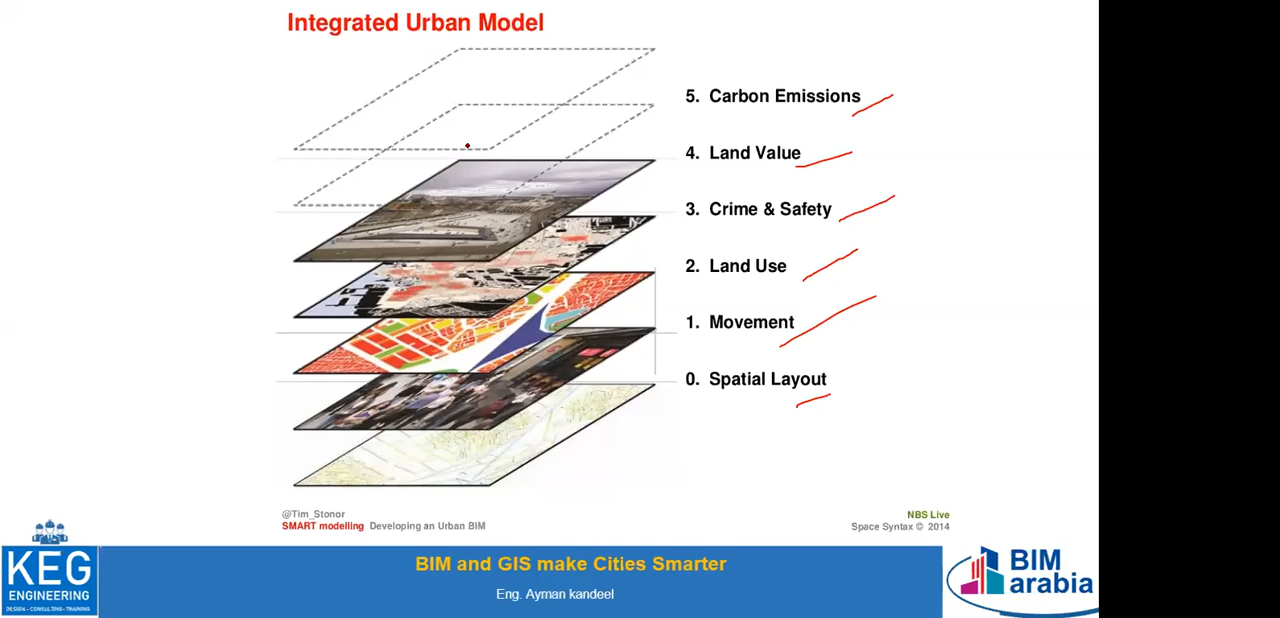 Integrated Urban Model
5. Carbon Emissions
4. Land Value
3. Crime & Safety
2. Land Use
1. Movement
0. Spatial Layout
@Tim_Stonor
SMART modelling Developing an Urban BIM
NBS Live
Space Syntax © 2014
KEG
ENGINEERING
DESIGN - CONSULTING - TRAINING
BIM and GIS make Cities Smarter
Eng. Ayman kandeel
BIM
arabia